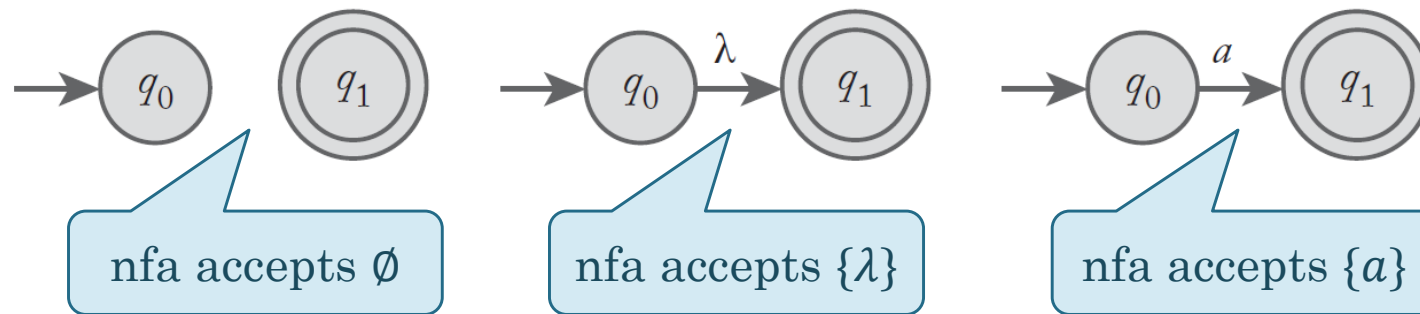 λ a
q0 q1 q0 q1 q0 q1
nfa accepts ∅ nfa accepts {λ} nfa accepts {a}